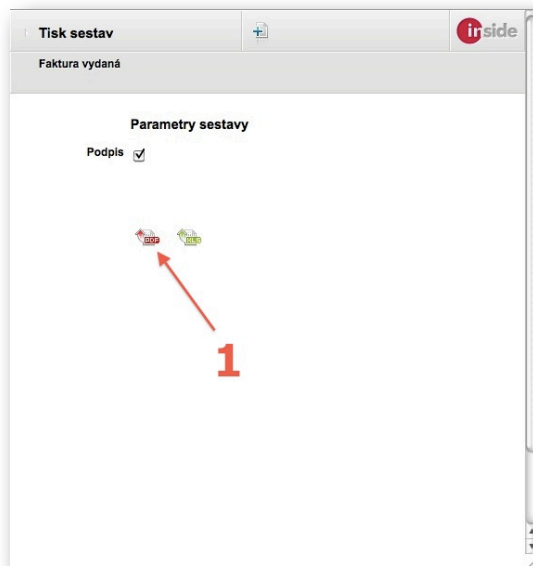 Tisk sestav
inside
Faktura vydaná
Parametry sestavy
Podpis
PDF XLS
1